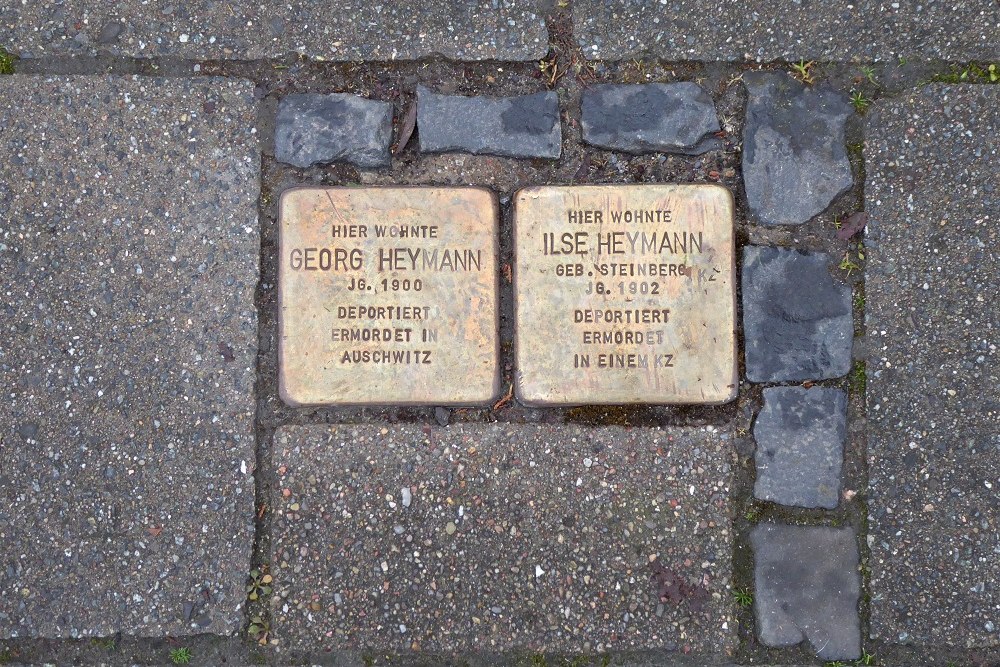 HIER WOHNTE
GEORG HEYMANN
JG. 1900
DEPORTIERT
ERMORDET IN
AUSCHWITZ
HIER WOHNTE
ILSE HEYMANN
GEB. STEINBERG
KZ
JG. 1902
DEPORTIERT
ERMORDET
IN EINEM KZ